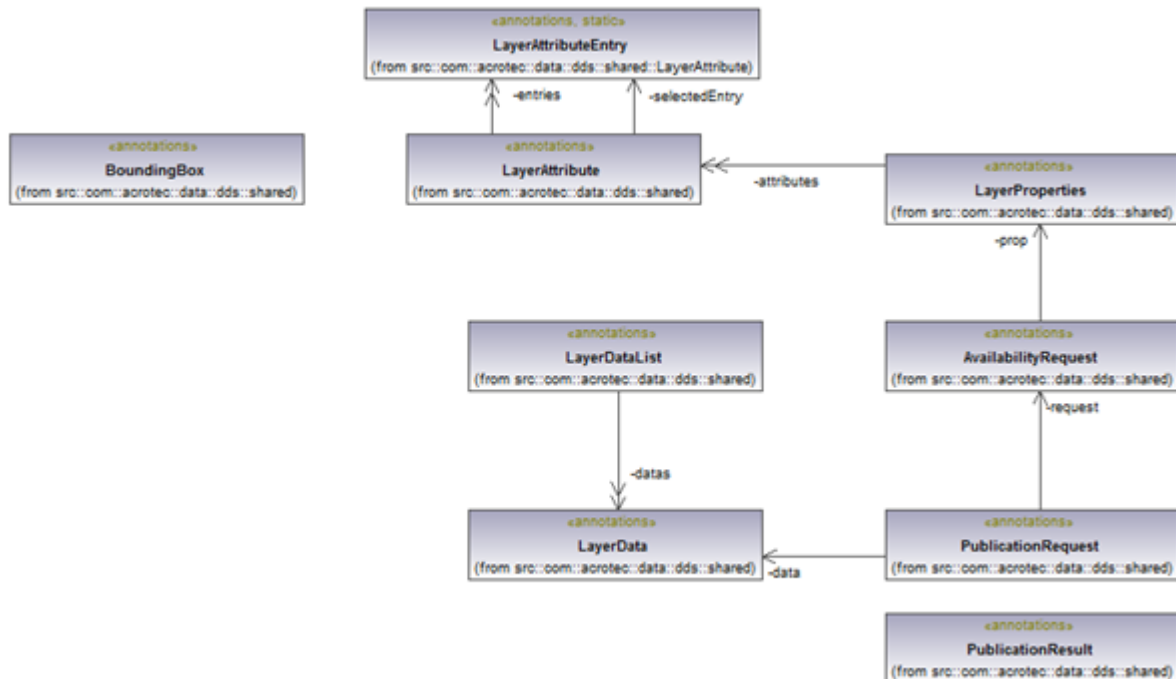 «annotations, static»
LayerAttributeEntry
(from src::com::acrotec::data::dds::shared::LayerAttribute)
-entries
-selectedEntry
«annotations»
BoundingBox
(from src::com::acrotec::data::dds::shared)
«annotations»
LayerAttribute
(from src::com::acrotec::data::dds::shared)
-attributes
«annotations»
LayerProperties
(from src::com::acrotec::data::dds::shared)
-prop
«annotations»
LayerDataList
(from src::com::acrotec::data::dds::shared)
«annotations»
AvailabilityRequest
(from src::com::acrotec::data::dds::shared)
-request
-datas
«annotations»
LayerData
(from src::com::acrotec::data::dds::shared)
-data
«annotations»
PublicationRequest
(from src::com::acrotec::data::dds::shared)
«annotations»
PublicationResult
(from src::com::acrotec::data::dds::shared)